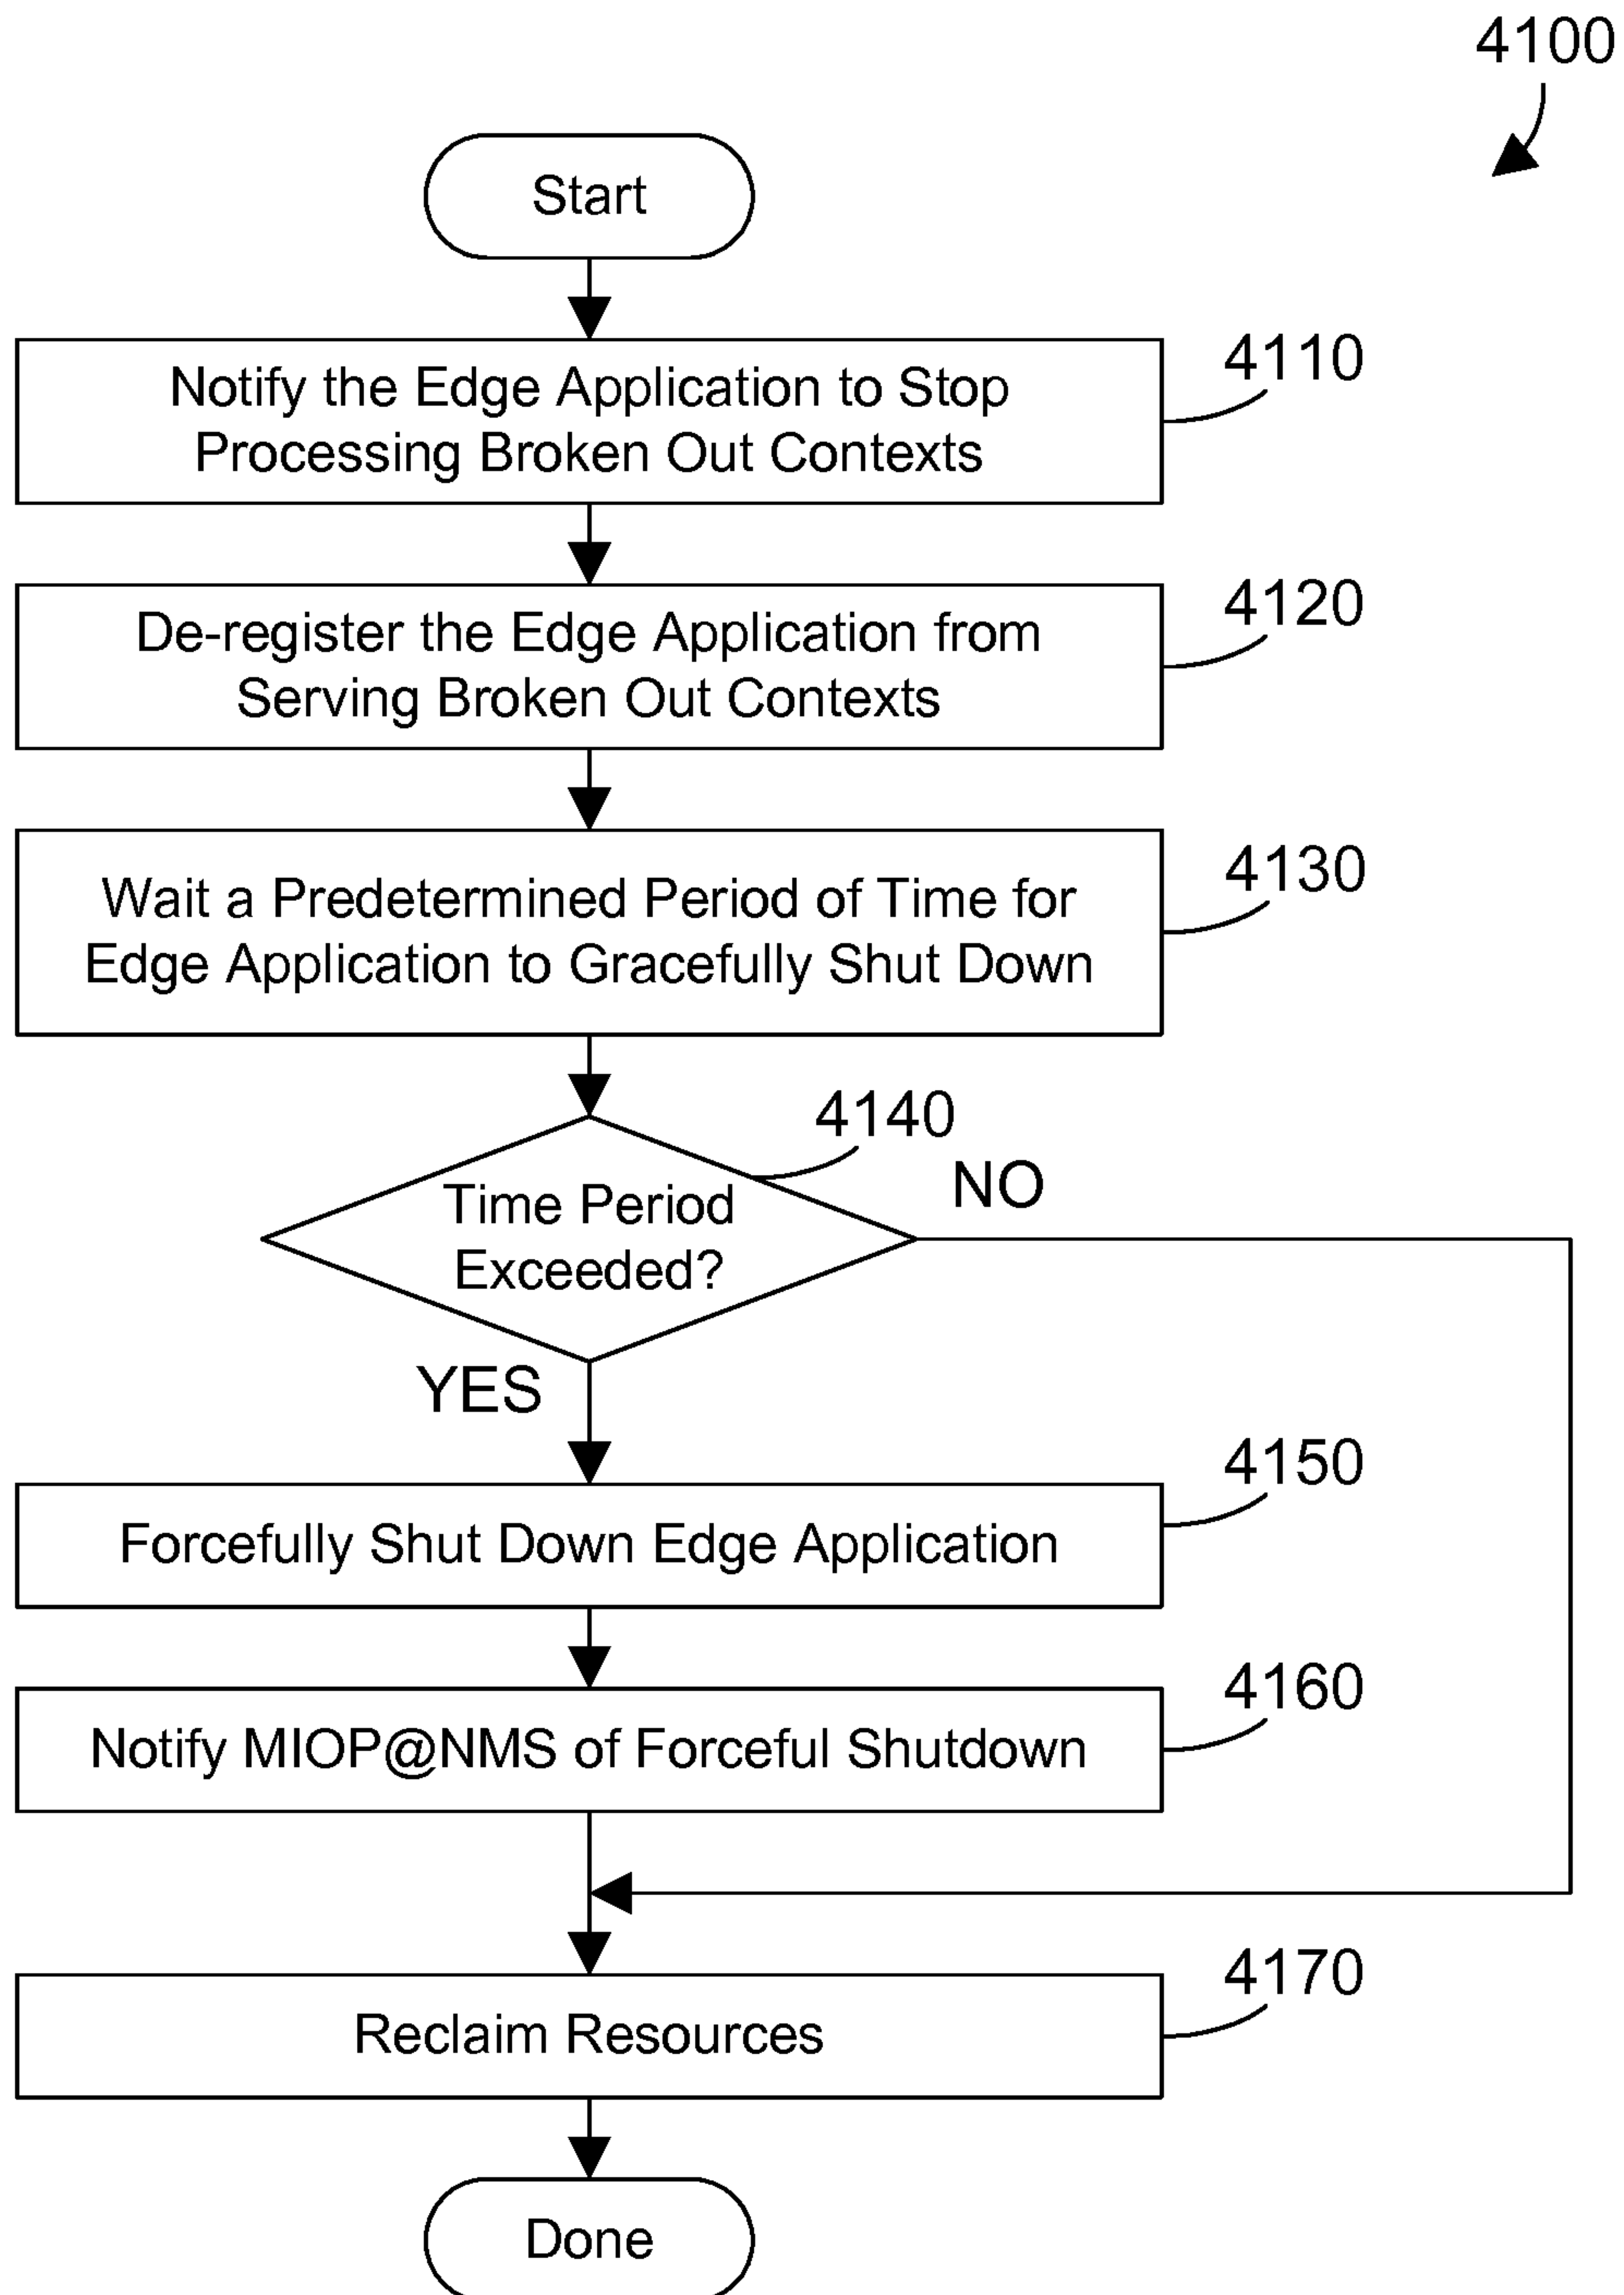 4100
Start
4110
Notify the Edge Application to Stop
Processing Broken Out Contexts
4120
De-register the Edge Application from
Serving Broken Out Contexts
4130
Wait a Predetermined Period of Time for
Edge Application to Gracefully Shut Down
4140
NO
Time Period
Exceeded?
YES
4150
Forcefully Shut Down Edge Application
4160
Notify MIOP@NMS of Forceful Shutdown
4170
Reclaim Resources
Done